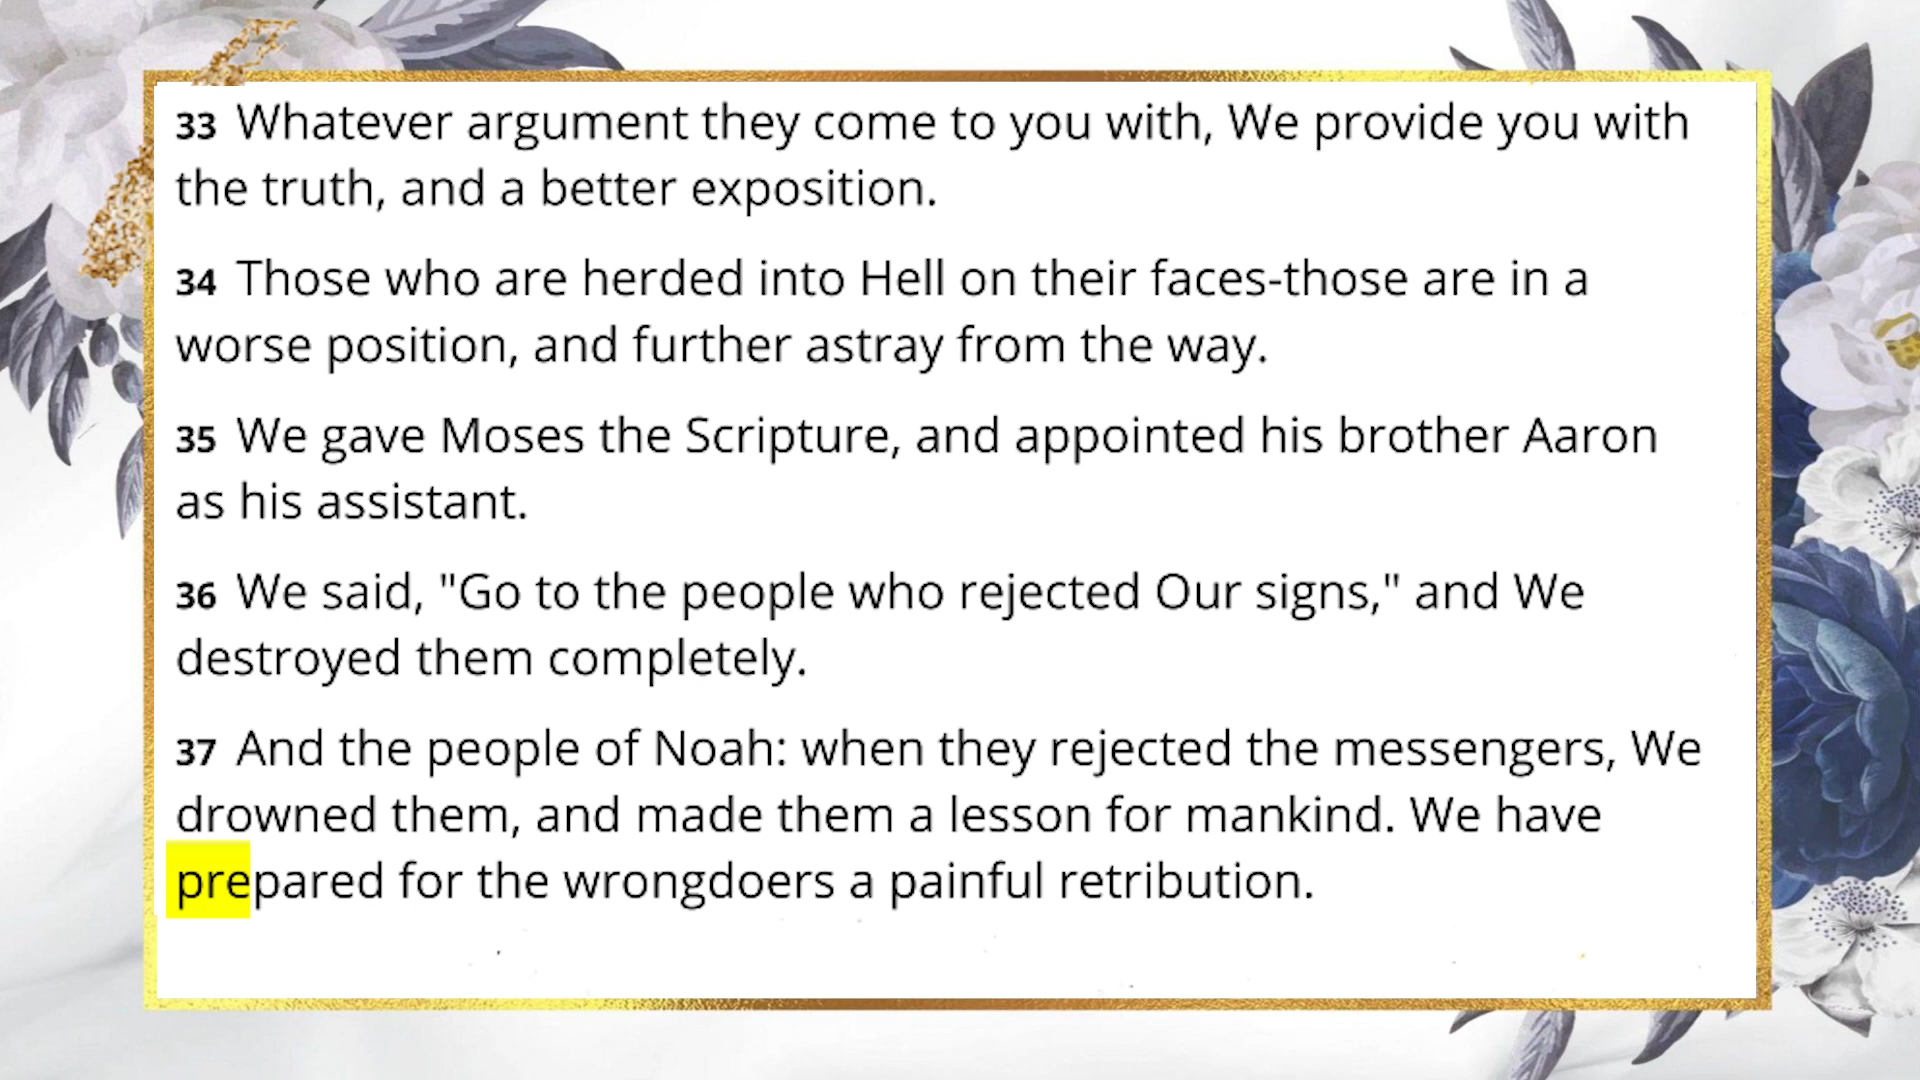 33 Whatever argument they come to you with, We provide you with
the truth, and a better exposition.
34 Those who are herded into Hell on their faces-those are in a
worse position, and further astray from the way.
35 We gave Moses the Scripture, and appointed his brother Aaron
as his assistant.
36 We said, "Go to the people who rejected Our signs," and We
destroyed them completely.
37 And the people of Noah: when they rejected the messengers, We
drowned them, and made them a lesson for mankind. We have
prepared for the wrongdoers a painful retribution.